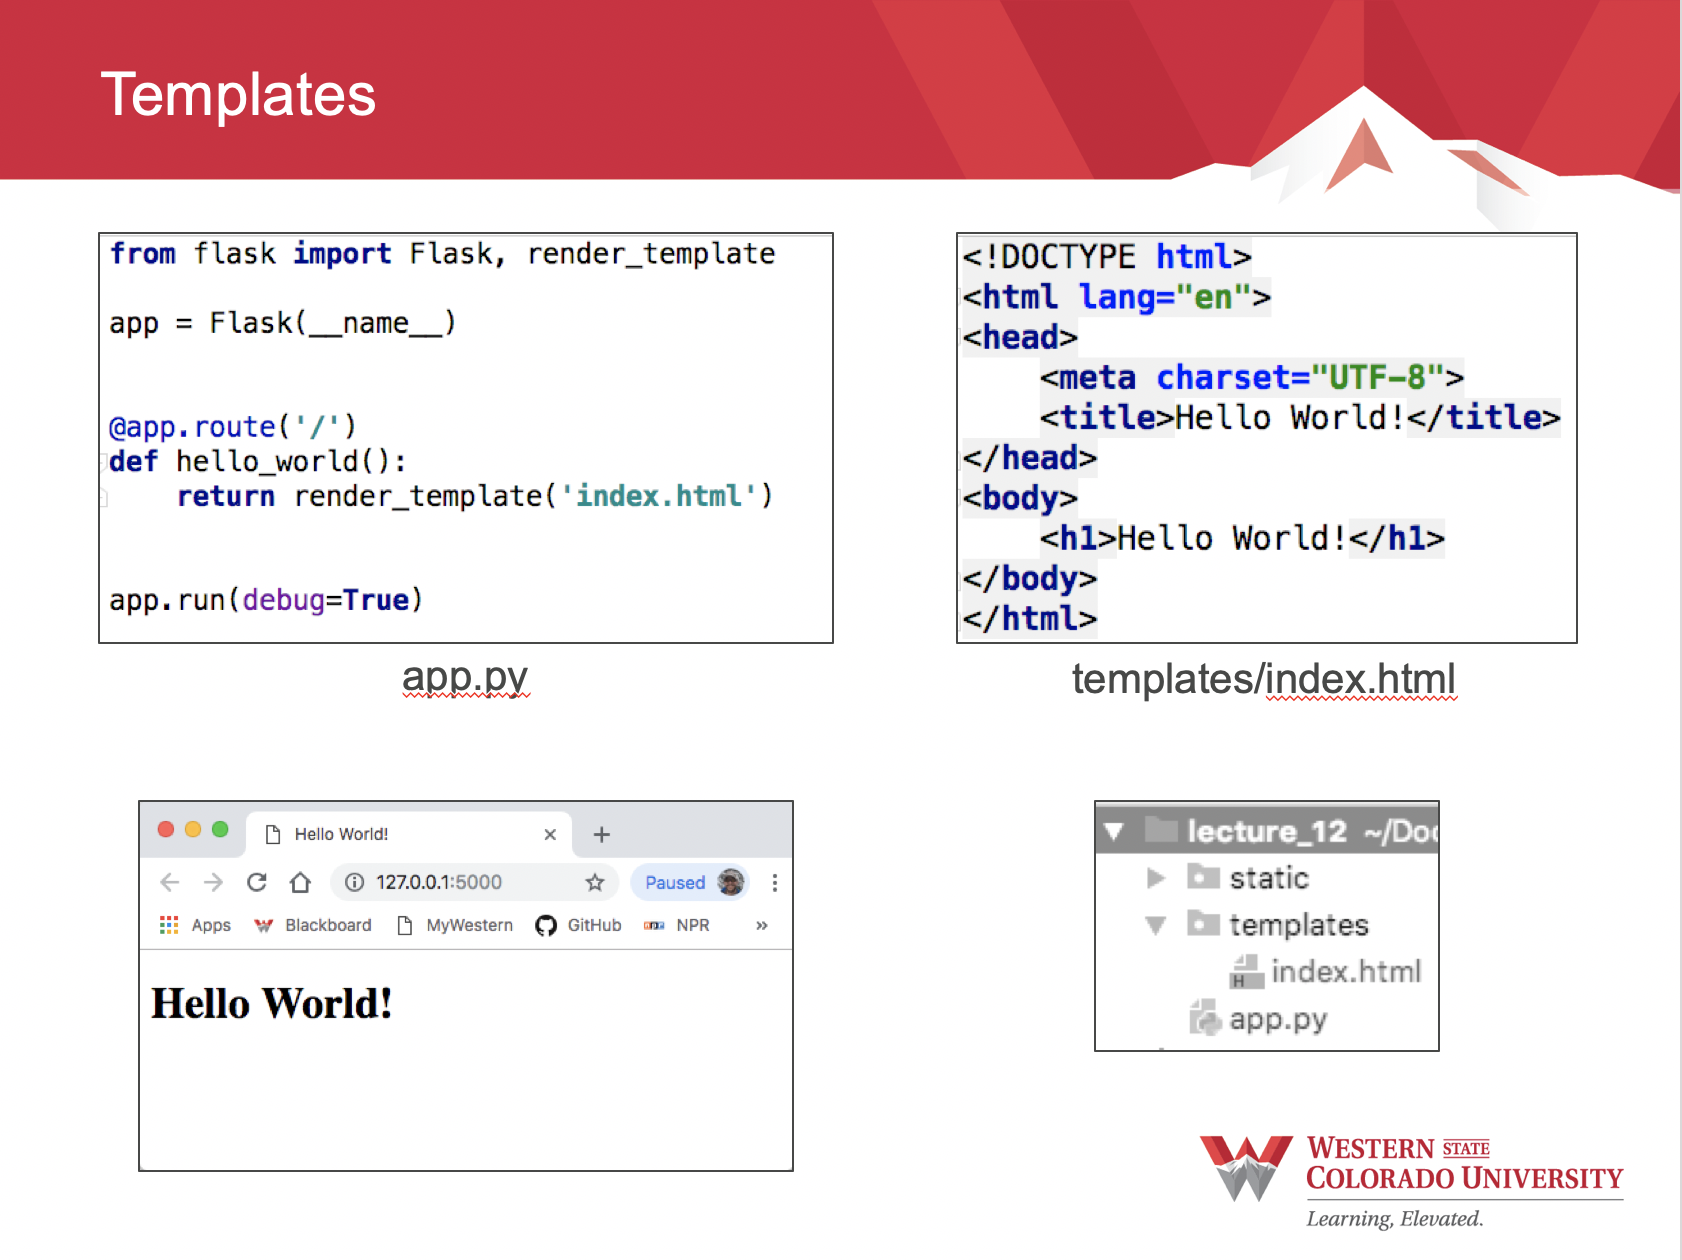 Templates
from flask import Flask, render_template
app = Flask(__name__)
@app.route('/')
def hello_world():
    return render_template('index.html')
app.run(debug=True)
app.py
<!DOCTYPE html>
<html lang="en">
<head>
    <meta charset="UTF-8">
    <title>Hello World!</title>
</head>
<body>
    <h1>Hello World!</h1>
</body>
</html>
templates/index.html
Hello World!
127.0.0.1:5000
Paused
Apps Blackboard MyWestern GitHub NPR »
Hello World!
lecture_12 ~/Doc
static
templates
index.html
app.py
WESTERN STATE
COLORADO UNIVERSITY
Learning, Elevated.